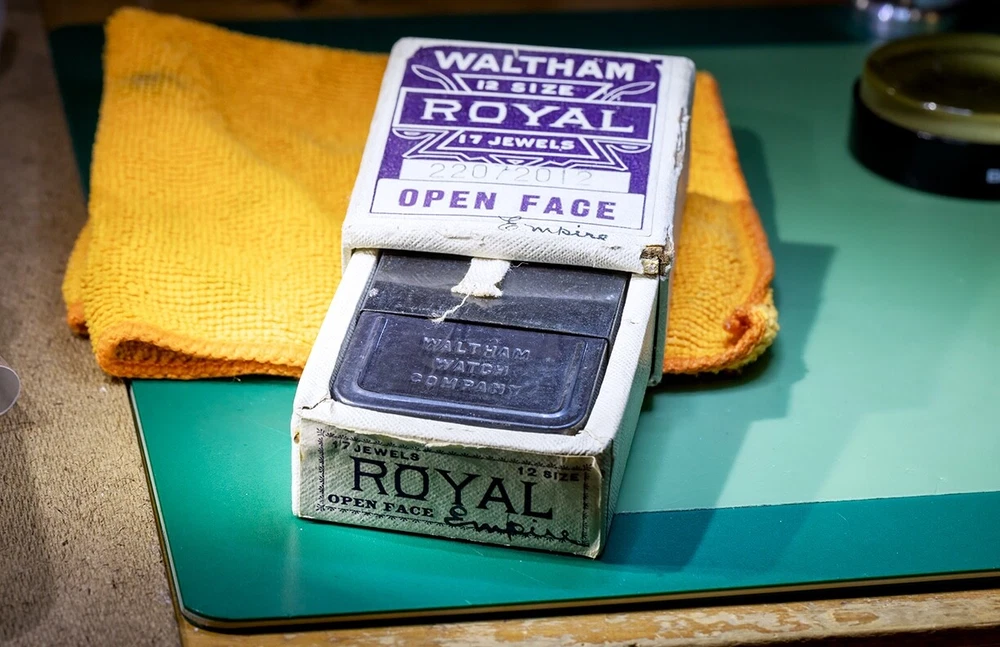 WALTHAM
12 SIZE
ROYAL
17 JEWELS
22072012
OPEN FACE
Empire
WALTHAM
WATCH
COMPANY
17 JEWELS 12 SIZE
ROYAL
OPEN FACE Empire